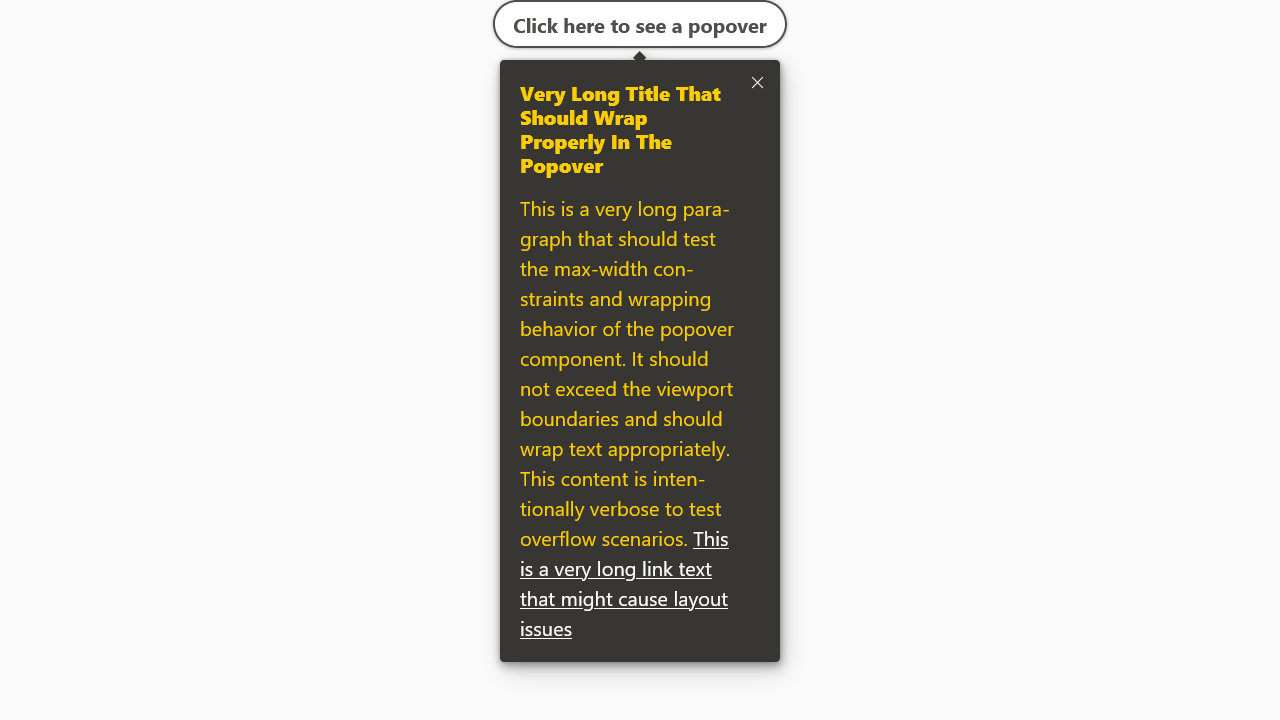 Click here to see a popover
Very Long Title That
Should Wrap
Properly In The
Popover
This is a very long para-
graph that should test
the max-width con-
straints and wrapping
behavior of the popover
component. It should
not exceed the viewport
boundaries and should
wrap text appropriately.
This content is inten-
tionally verbose to test
overflow scenarios. This
is a very long link text
that might cause layout
issues